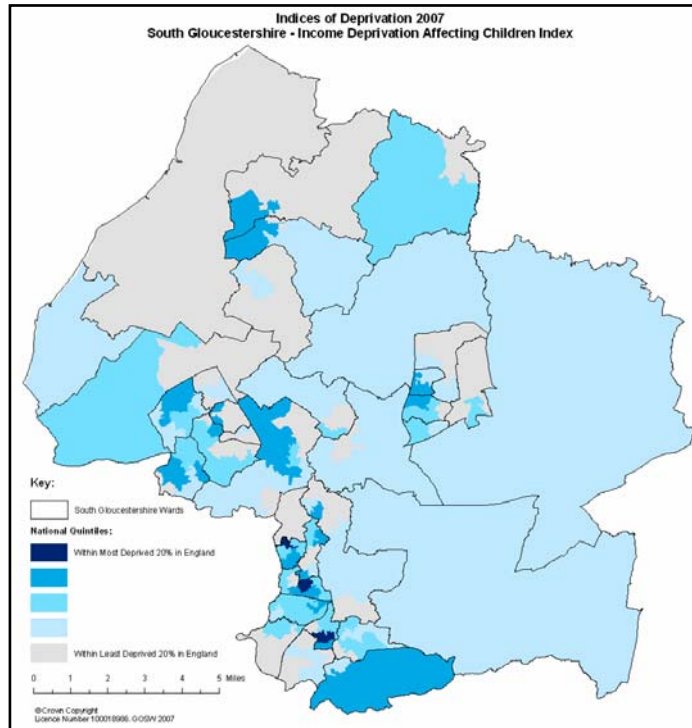 Indices of Deprivation 2007
South Gloucestershire - Income Deprivation Affecting Children Index
Key:
South Gloucestershire Wards
National Quintiles:
Within Most Deprived 20% in England
Within Least Deprived 20% in England
0 1 2 3 4 5 Miles
©Crown Copyright
Licence Number 100018986. GOSW 2007